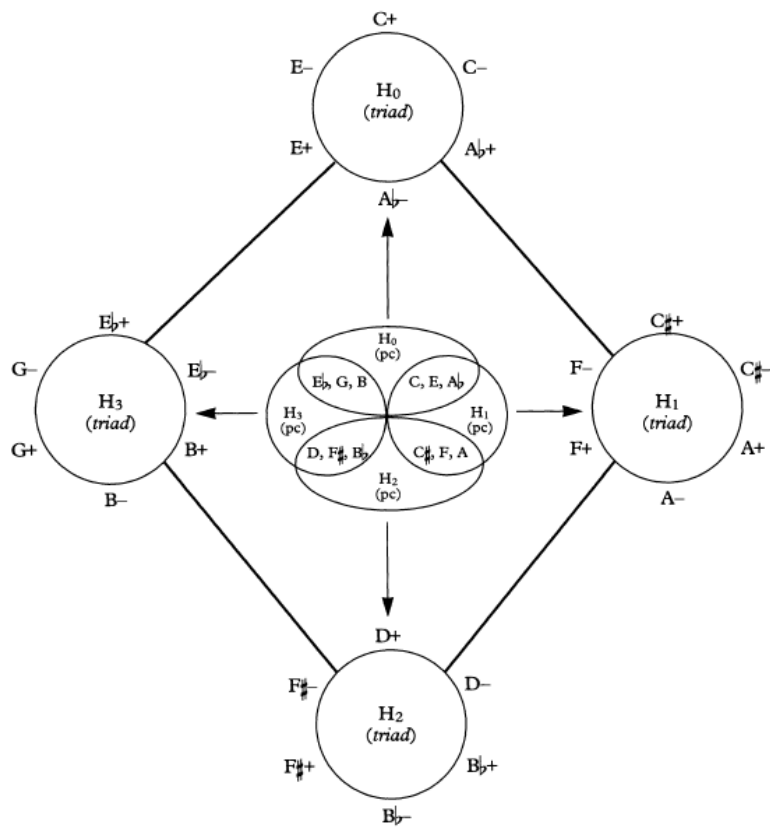 C+
E– C–
H0
(triad)
E+ A♭+
A♭–
E♭+ C♯+
G– E♭– F– C♯–
H3
(triad)
H1
(triad)
G+ B+ F+ A+
B– A–
H0
(pc)
E♭, G, B C, E, A♭
H3
(pc)
H1
(pc)
D, F♯, B♭ C♯, F, A
H2
(pc)
D+
F♯– D–
H2
(triad)
F♯+ B♭+
B♭–